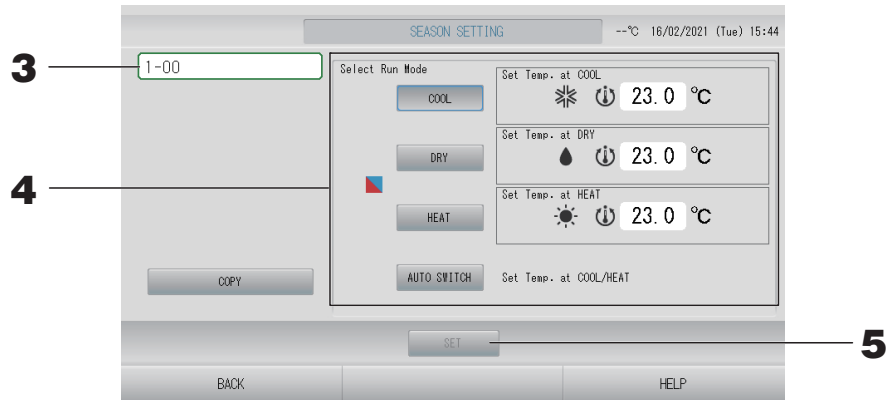 SEASON SETTING
--℃ 16/02/2021 (Tue) 15:44
3
1-00
Select Run Mode
COOL
Set Temp. at COOL
23.0 ℃
DRY
Set Temp. at DRY
23.0 ℃
4
HEAT
Set Temp. at HEAT
23.0 ℃
COPY
AUTO SWITCH
Set Temp. at COOL/HEAT
SET
5
BACK
HELP